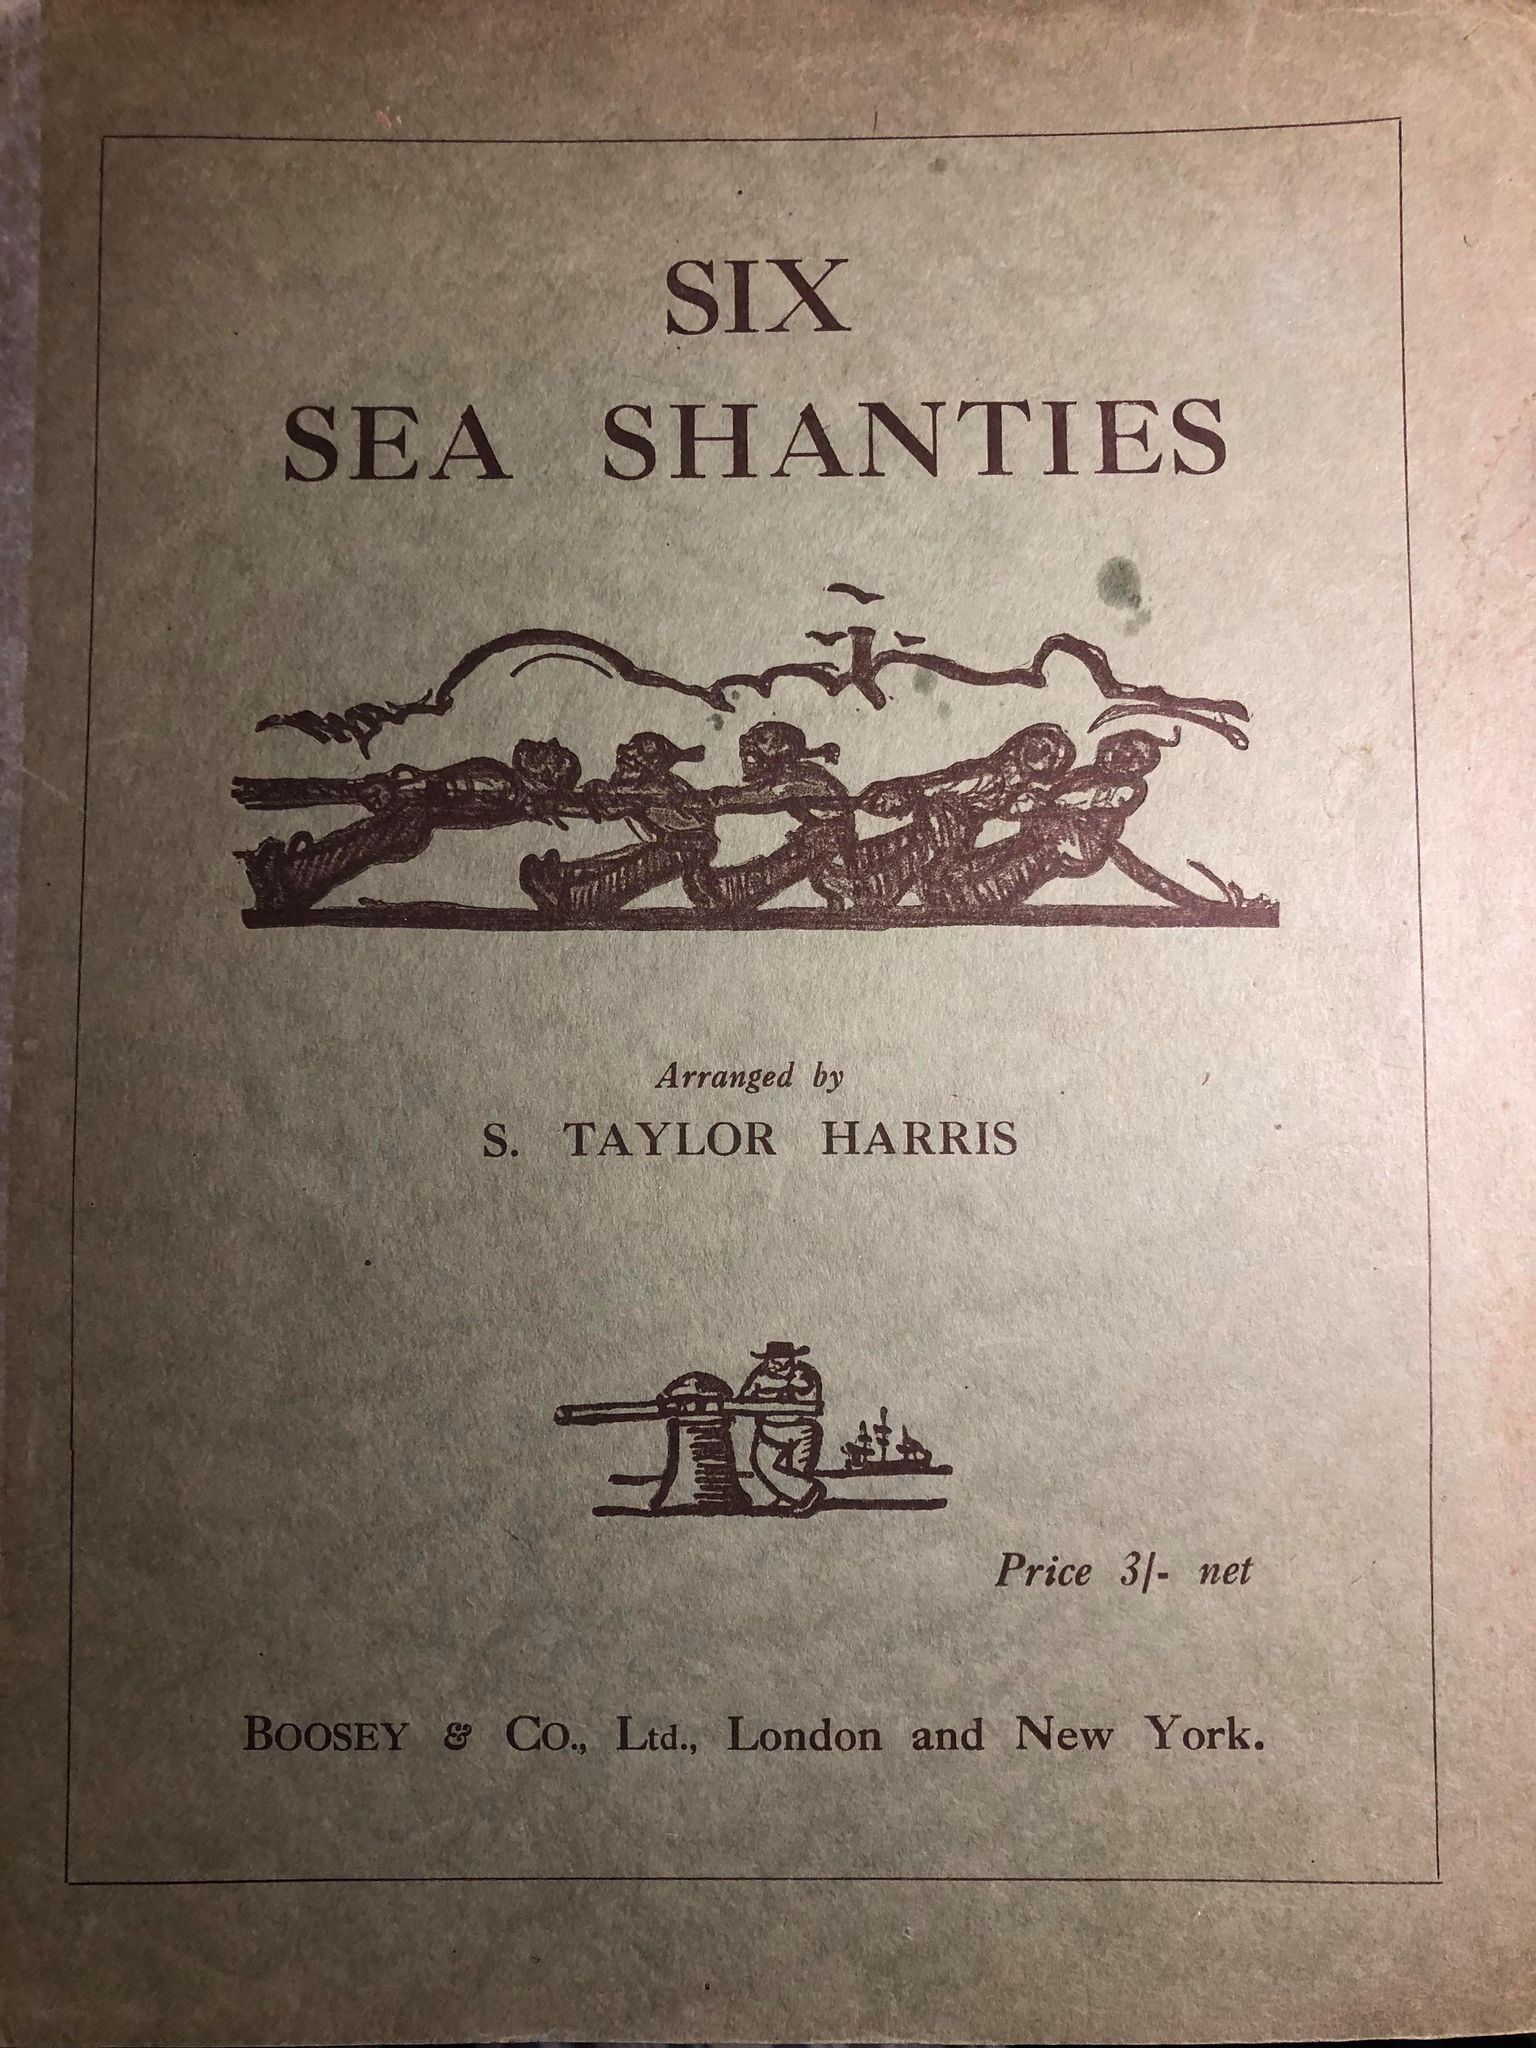 SIX
SEA SHANTIES
Arranged by
S. TAYLOR HARRIS
Price 3/- net
BOOSEY & CO., Ltd., London and New York.